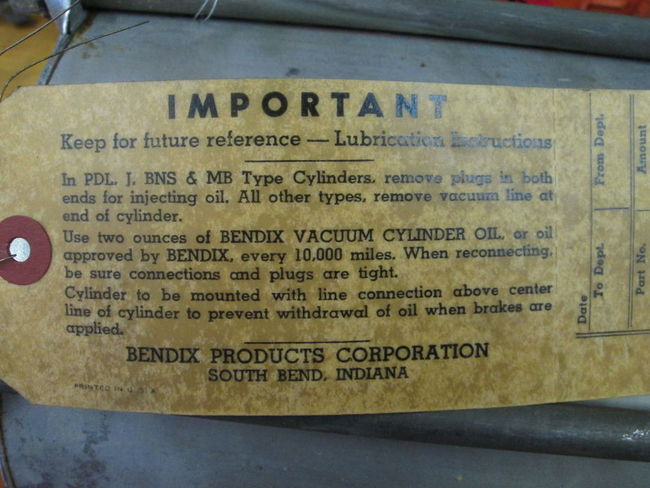 IMPORTANT
Keep for future reference — Lubrication Instructions
In PDL, J, BNS & MB Type Cylinders, remove plugs in both
ends for injecting oil. All other types, remove vacuum line at
end of cylinder.
Use two ounces of BENDIX VACUUM CYLINDER OIL, or oil
approved by BENDIX, every 10,000 miles. When reconnecting,
be sure connections and plugs are tight.
Cylinder to be mounted with line connection above center
line of cylinder to prevent withdrawal of oil when brakes are
applied.
BENDIX PRODUCTS CORPORATION
SOUTH BEND, INDIANA
PRINTED IN U.S.A.
Date
To Dept.
From Dept.
Part No.
Amount